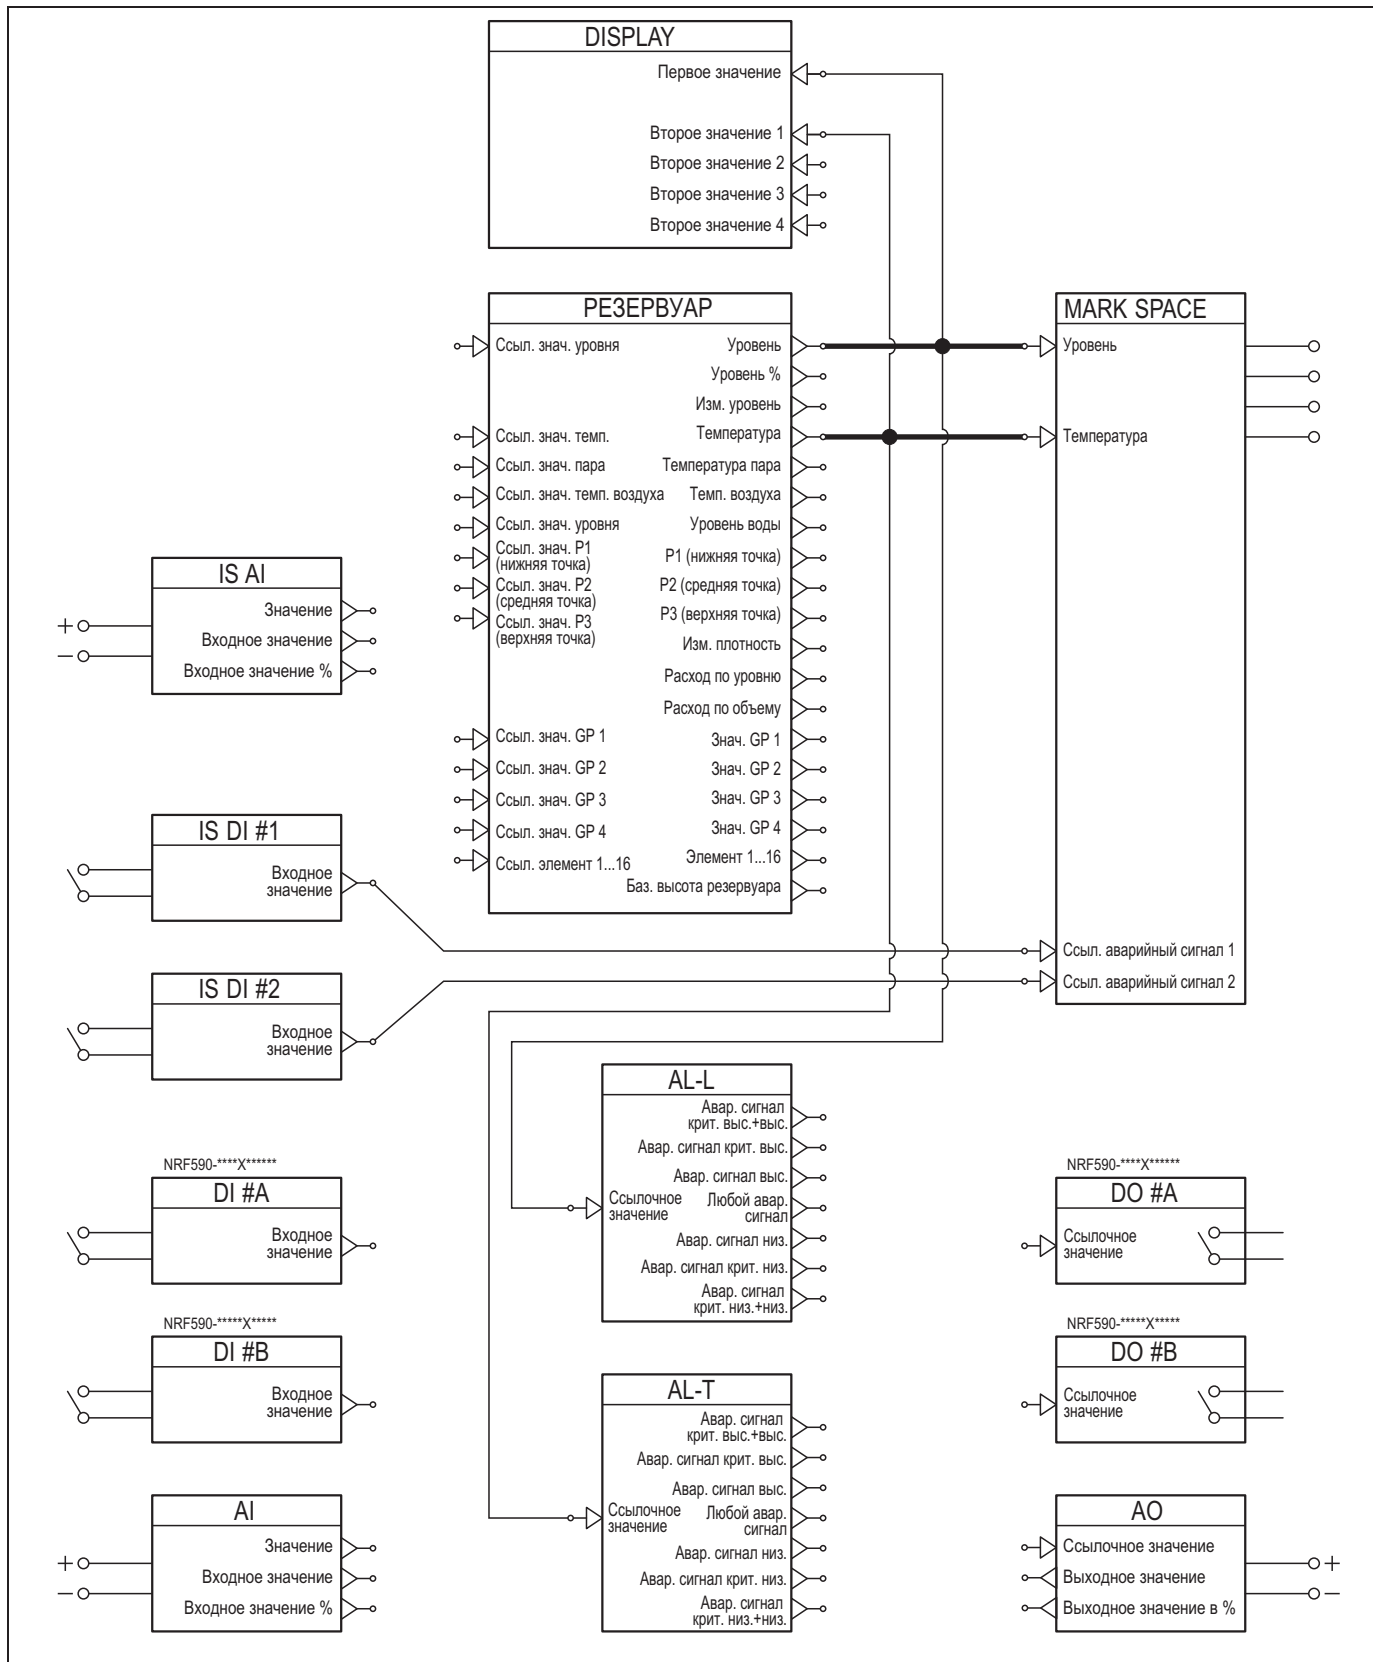 DISPLAY
Первое значение
Второе значение 1
Второе значение 2
Второе значение 3
Второе значение 4
РЕЗЕРВУАР
Ссыл. знач. уровня
Ссыл. знач. темп.
Ссыл. знач. пара
Ссыл. знач. темп. воздуха
Ссыл. знач. уровня
Ссыл. знач. P1
(нижняя точка)
Ссыл. знач. P2
(средняя точка)
Ссыл. знач. P3
(верхняя точка)
Ссыл. знач. GP 1
Ссыл. знач. GP 2
Ссыл. знач. GP 3
Ссыл. знач. GP 4
Ссыл. элемент 1...16
Уровень
Уровень %
Изм. уровень
Температура
Температура пара
Темп. воздуха
Уровень воды
P1 (нижняя точка)
P2 (средняя точка)
P3 (верхняя точка)
Изм. плотность
Расход по уровню
Расход по объему
Знач. GP 1
Знач. GP 2
Знач. GP 3
Знач. GP 4
Элемент 1...16
Баз. высота резервуара
MARK SPACE
Уровень
Температура
Ссыл. аварийный сигнал 1
Ссыл. аварийный сигнал 2
IS AI
Значение
Входное значение
Входное значение %
+
−
IS DI #1
Входное
значение
IS DI #2
Входное
значение
NRF590-****X******
DI #A
Входное
значение
NRF590-*****X*****
DI #B
Входное
значение
AI
Значение
Входное значение
Входное значение %
+
−
AL-L
Ссылочное
значение
Авар. сигнал
крит. выс.+выс.
Авар. сигнал крит. выс.
Авар. сигнал выс.
Любой авар.
сигнал
Авар. сигнал низ.
Авар. сигнал крит. низ.
Авар. сигнал
крит. низ.+низ.
AL-T
Ссылочное
значение
Авар. сигнал
крит. выс.+выс.
Авар. сигнал крит. выс.
Авар. сигнал выс.
Любой авар.
сигнал
Авар. сигнал низ.
Авар. сигнал крит. низ.
Авар. сигнал
крит. низ.+низ.
NRF590-****X******
DO #A
Ссылочное
значение
NRF590-*****X*****
DO #B
Ссылочное
значение
AO
Ссылочное значение
Выходное значение
Выходное значение в %
+
−